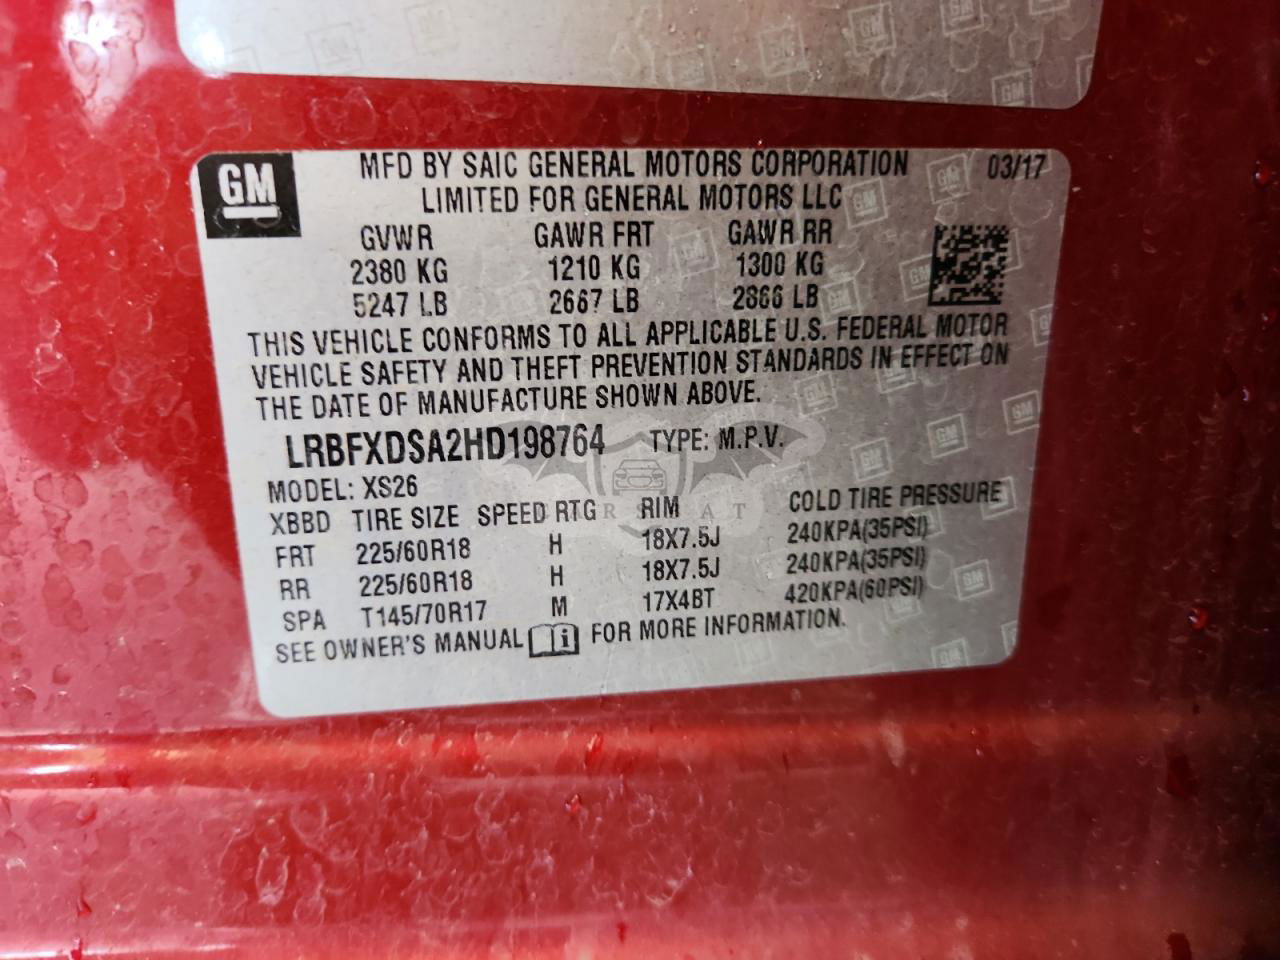 GM MFD BY SAIC GENERAL MOTORS CORPORATION 03/17
LIMITED FOR GENERAL MOTORS LLC
GVWR GAWR FRT GAWR RR
2380 KG 1210 KG 1300 KG
5247 LB 2667 LB 2866 LB
THIS VEHICLE CONFORMS TO ALL APPLICABLE U.S. FEDERAL MOTOR
VEHICLE SAFETY AND THEFT PREVENTION STANDARDS IN EFFECT ON
THE DATE OF MANUFACTURE SHOWN ABOVE.
LRBFXDSA2HD198764 TYPE: M.P.V.
MODEL: XS26
XBBD TIRE SIZE SPEED RTG RIM COLD TIRE PRESSURE
FRT 225/60R18 H 18X7.5J 240KPA(35PSI)
RR 225/60R18 H 18X7.5J 240KPA(35PSI)
SPA T145/70R17 M 17X4BT 420KPA(60PSI)
SEE OWNER'S MANUAL i FOR MORE INFORMATION.